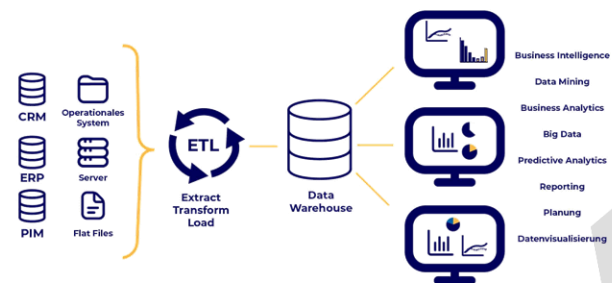 CRM
Operationales
System
ERP
Server
PIM
Flat Files
ETL
Extract
Transform
Load
Data
Warehouse
Business Intelligence
Data Mining
Business Analytics
Big Data
Predictive Analytics
Reporting
Planung
Datenvisualisierung